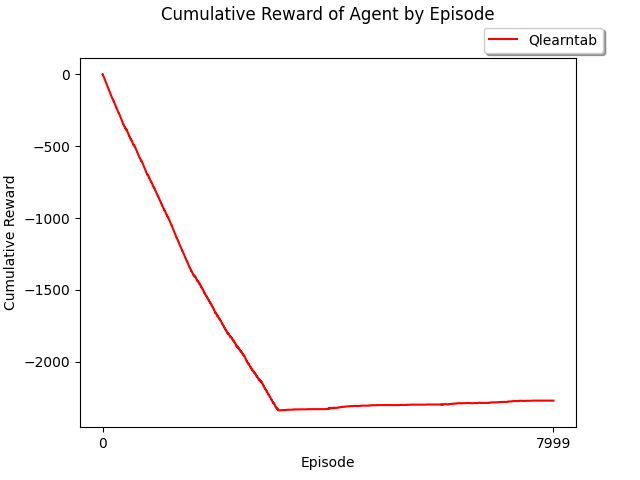 Cumulative Reward of Agent by Episode
Qlearntab
0
−500
−1000
−1500
−2000
Cumulative Reward
0
7999
Episode